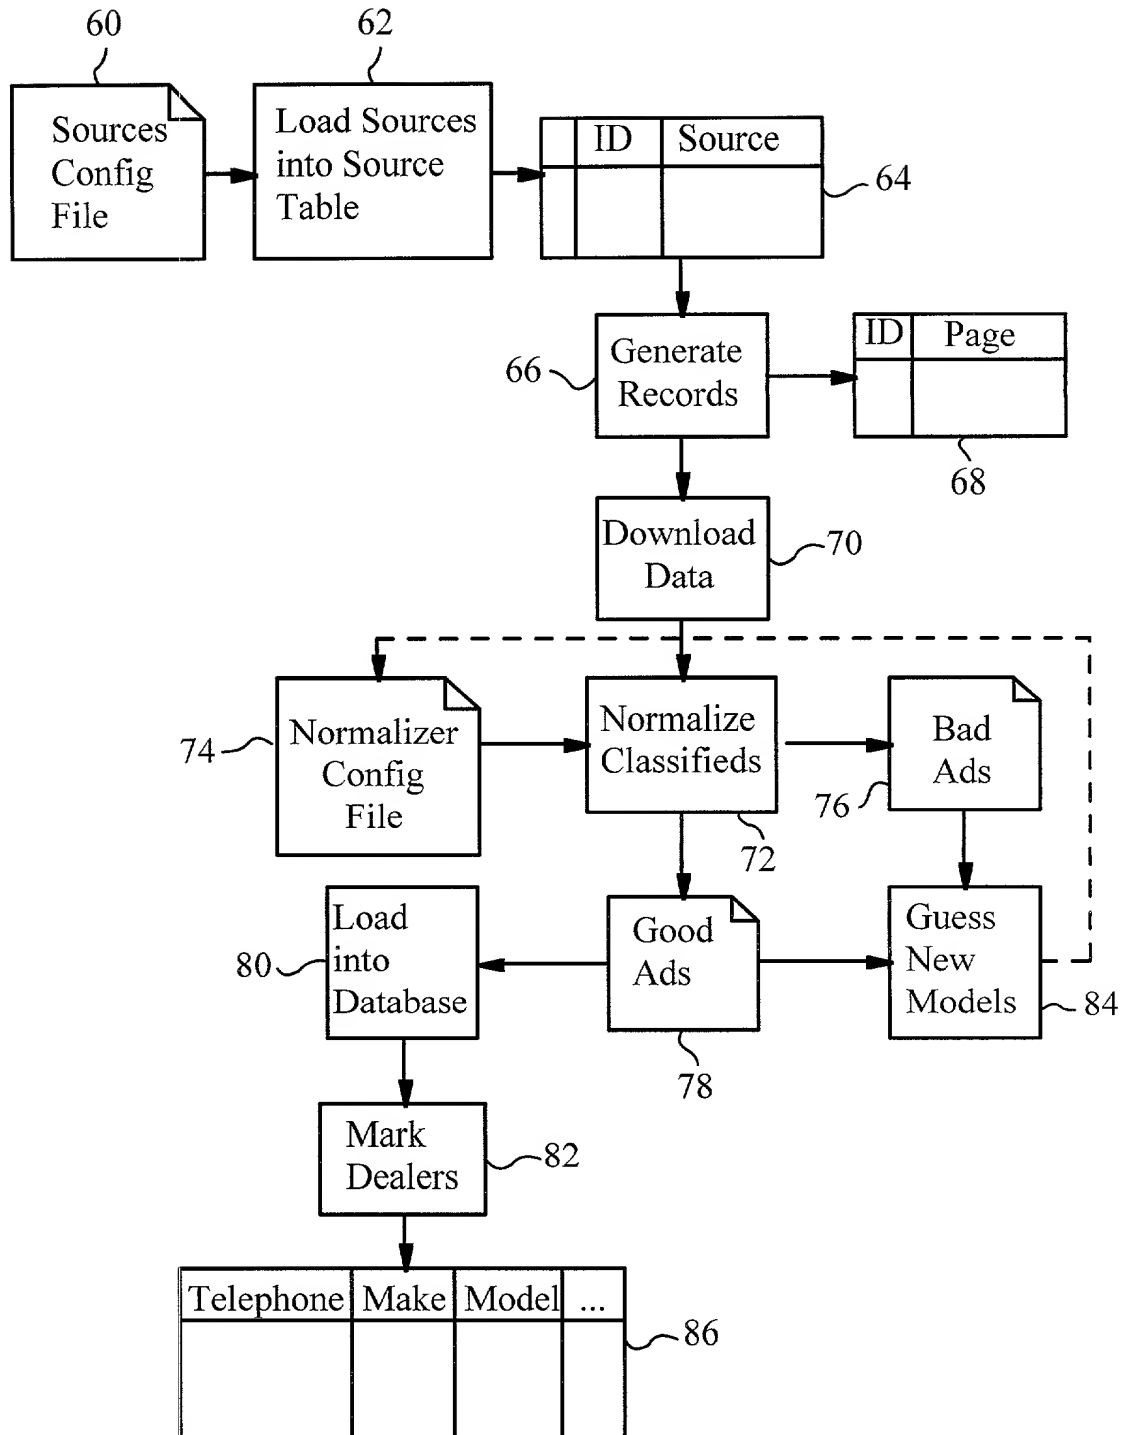 60
62
Sources
Config
File
Load Sources
into Source
Table
ID Source
64
66
Generate
Records
ID Page
68
Download
Data
70
74
Normalizer
Config
File
Normalize
Classifieds
72
Bad
Ads
76
80
Load
into
Database
Good
Ads
78
Guess
New
Models
84
Mark
Dealers
82
Telephone Make Model ...
86